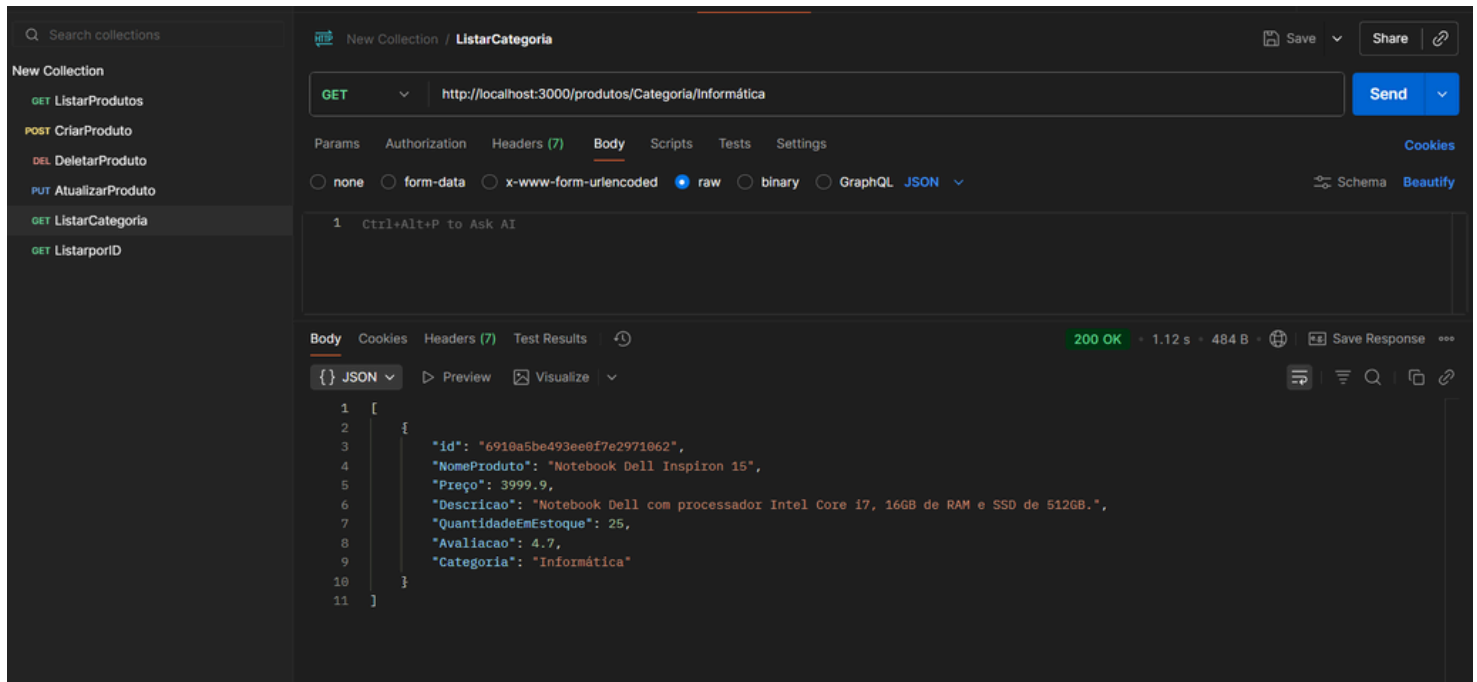 Search collections
New Collection
GET ListarProdutos
POST CriarProduto
DEL DeletarProduto
PUT AtualizarProduto
GET ListarCategoria
GET ListarporID
HTTP New Collection / ListarCategoria
Save Share
GET http://localhost:3000/produtos/Categoria/Informática Send
Params Authorization Headers (7) Body Scripts Tests Settings Cookies
none form-data x-www-form-urlencoded raw binary GraphQL JSON Schema Beautify
1 Ctrl+Alt+P to Ask AI
Body Cookies Headers (7) Test Results 200 OK • 1.12 s • 484 B Save Response
{} JSON Preview Visualize
1 [
2 {
3 "id": "6910a5be493ee0f7e2971062",
4 "NomeProduto": "Notebook Dell Inspiron 15",
5 "Preço": 3999.9,
6 "Descricao": "Notebook Dell com processador Intel Core i7, 16GB de RAM e SSD de 512GB.",
7 "QuantidadeEmEstoque": 25,
8 "Avaliacao": 4.7,
9 "Categoria": "Informática"
10 }
11 ]